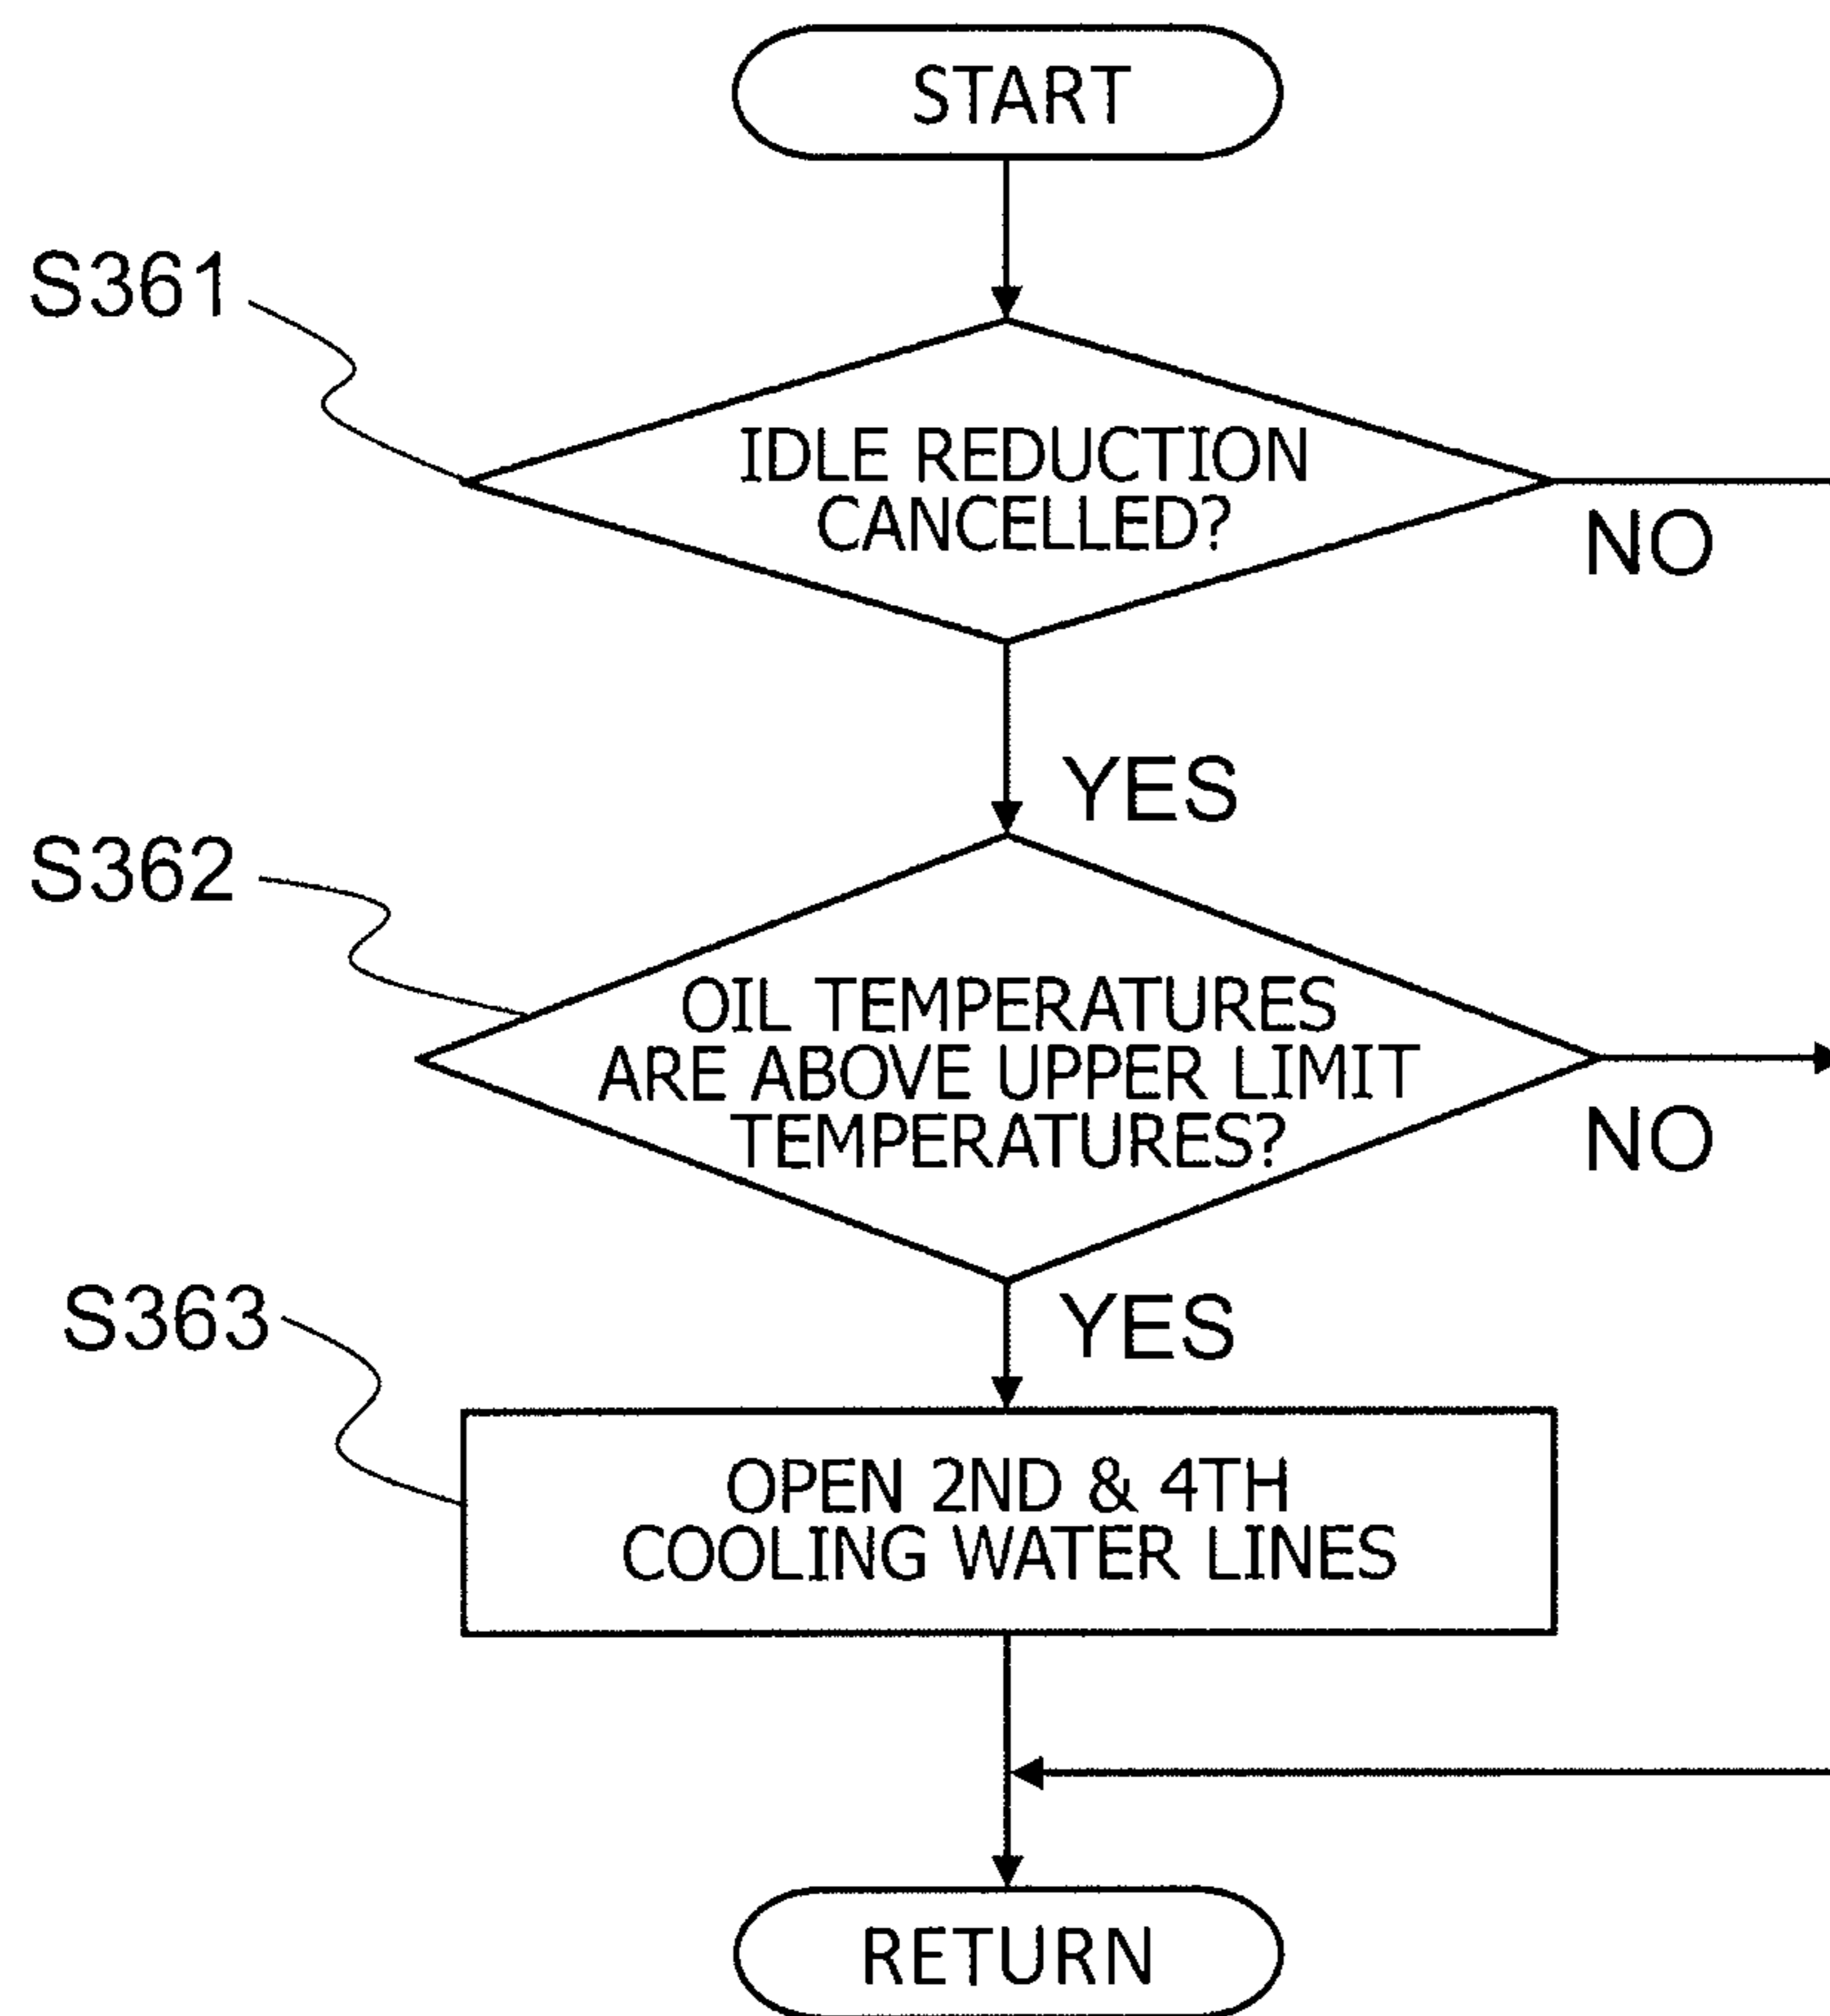 START
S361
IDLE REDUCTION
CANCELLED?
NO
YES
S362
OIL TEMPERATURES
ARE ABOVE UPPER LIMIT
TEMPERATURES?
NO
S363
YES
OPEN 2ND & 4TH
COOLING WATER LINES
RETURN